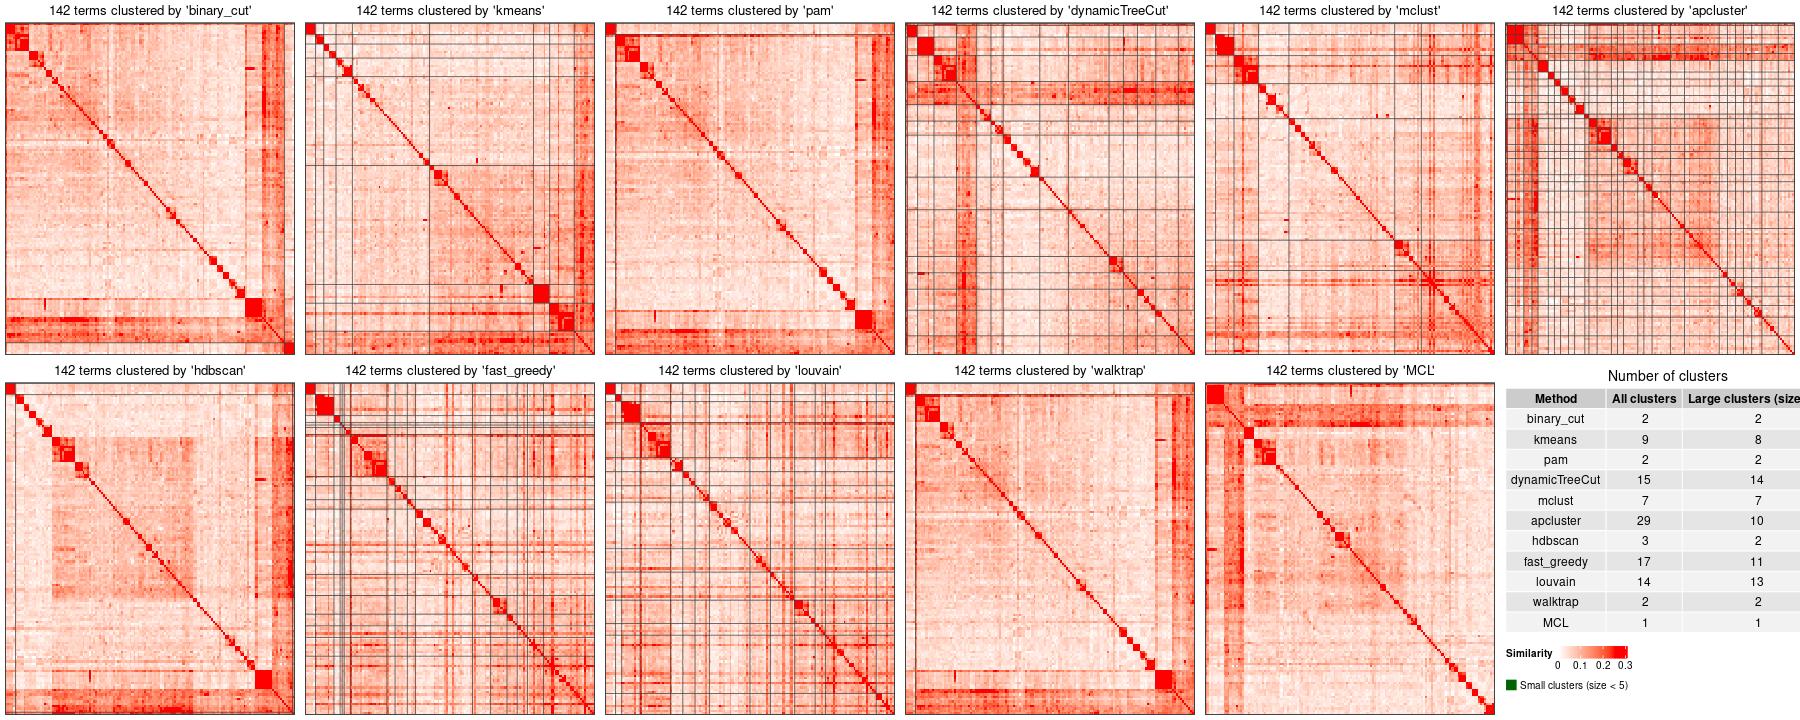 142 terms clustered by 'binary_cut'
142 terms clustered by 'kmeans'
142 terms clustered by 'pam'
142 terms clustered by 'dynamicTreeCut'
142 terms clustered by 'mclust'
142 terms clustered by 'apcluster'
142 terms clustered by 'hdbscan'
142 terms clustered by 'fast_greedy'
142 terms clustered by 'louvain'
142 terms clustered by 'walktrap'
142 terms clustered by 'MCL'
Number of clusters
Method All clusters Large clusters (size
binary_cut 2 2
kmeans 9 8
pam 2 2
dynamicTreeCut 15 14
mclust 7 7
apcluster 29 10
hdbscan 3 2
fast_greedy 17 11
louvain 14 13
walktrap 2 2
MCL 1 1
Similarity
0 0.1 0.2 0.3
Small clusters (size < 5)